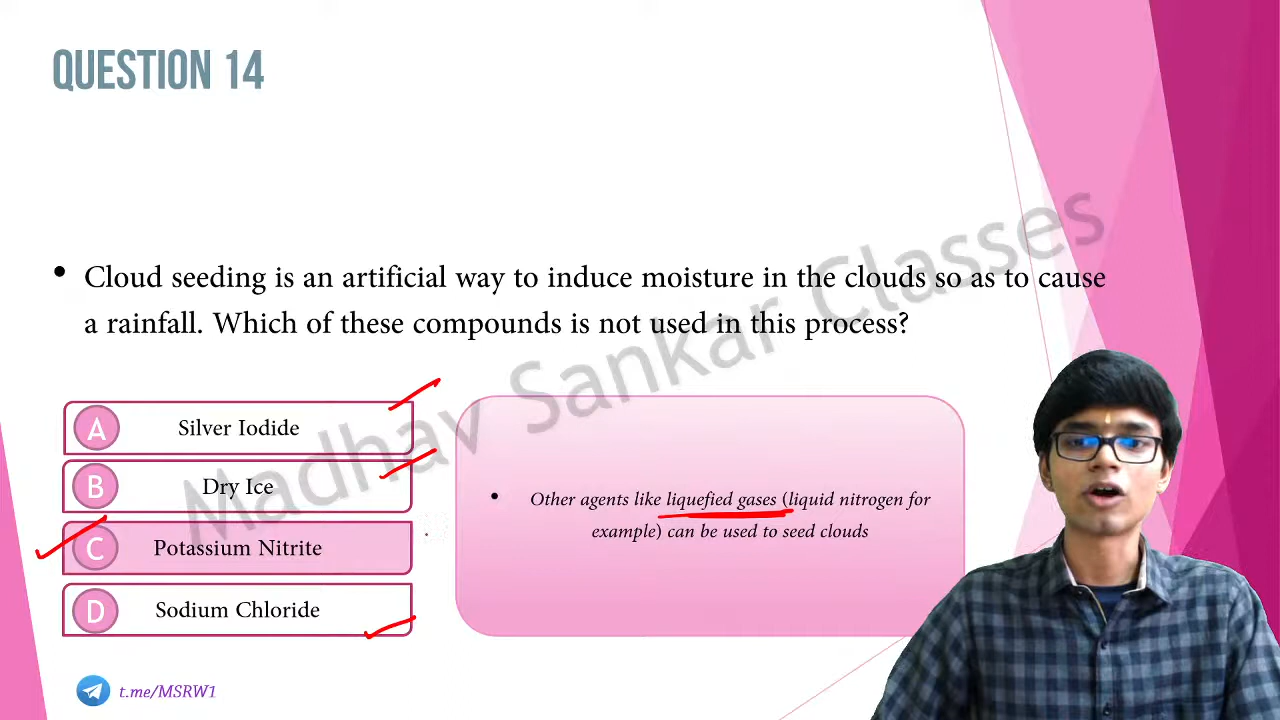 QUESTION 14
• Cloud seeding is an artificial way to induce moisture in the clouds so as to cause
a rainfall. Which of these compounds is not used in this process?
A Silver Iodide
B Dry Ice
C Potassium Nitrite
D Sodium Chloride
• Other agents like liquefied gases (liquid nitrogen for
example) can be used to seed clouds
Madhav Sankar Classes
t.me/MSRW1